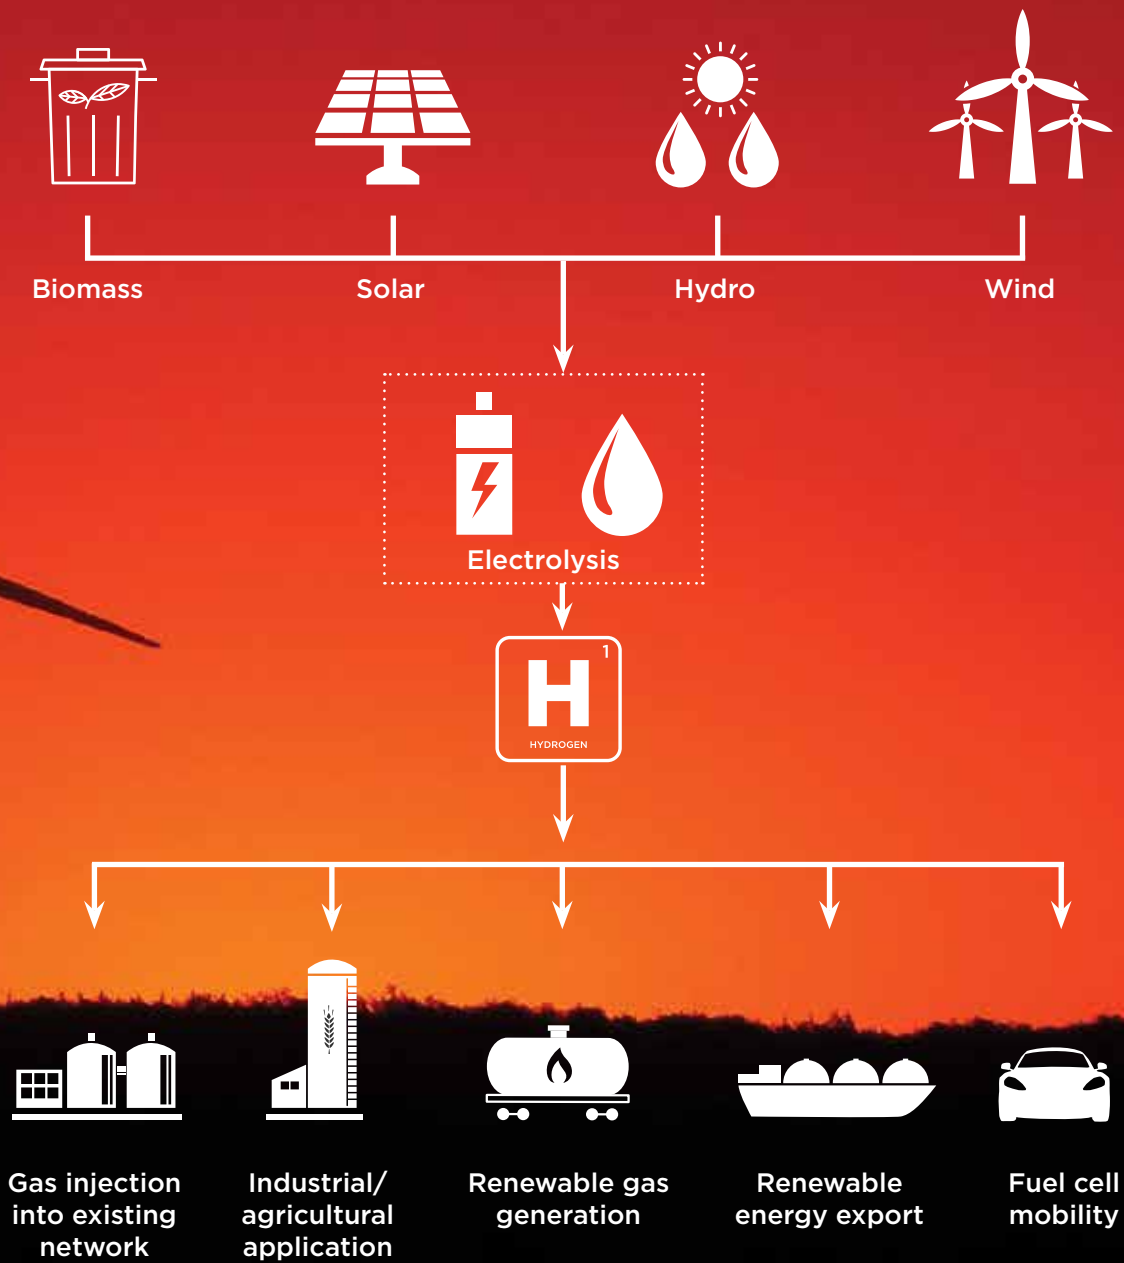 Biomass
Solar
Hydro
Wind
Electrolysis
1
H
HYDROGEN
Gas injection
into existing
network
Industrial/
agricultural
application
Renewable gas
generation
Renewable
energy export
Fuel cell
mobility